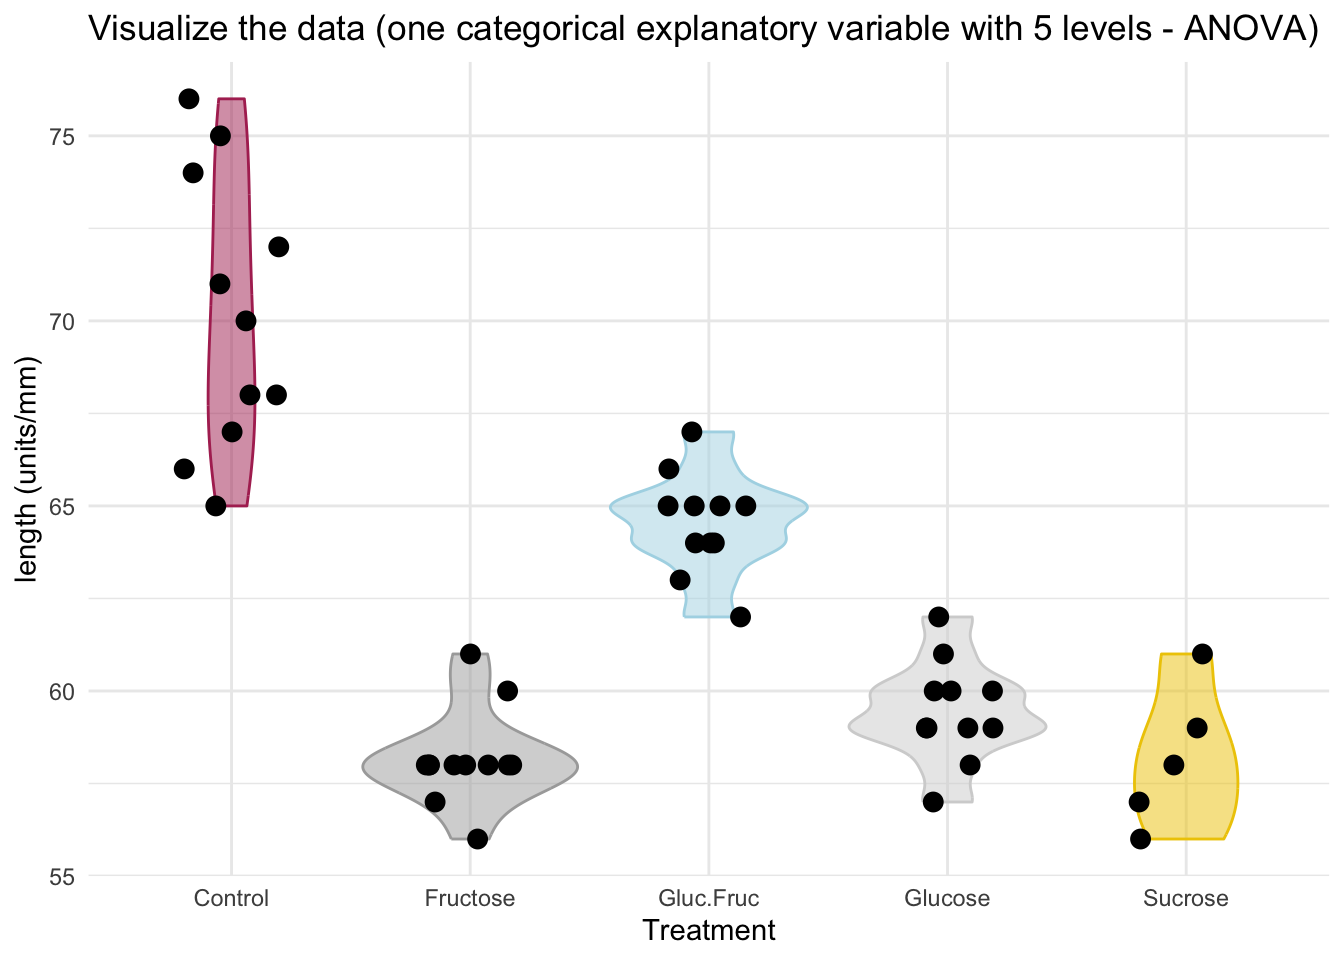 Visualize the data (one categorical explanatory variable with 5 levels - ANOVA)
75
70
65
60
55
length (units/mm)
Control Fructose Gluc.Fruc Glucose Sucrose
Treatment